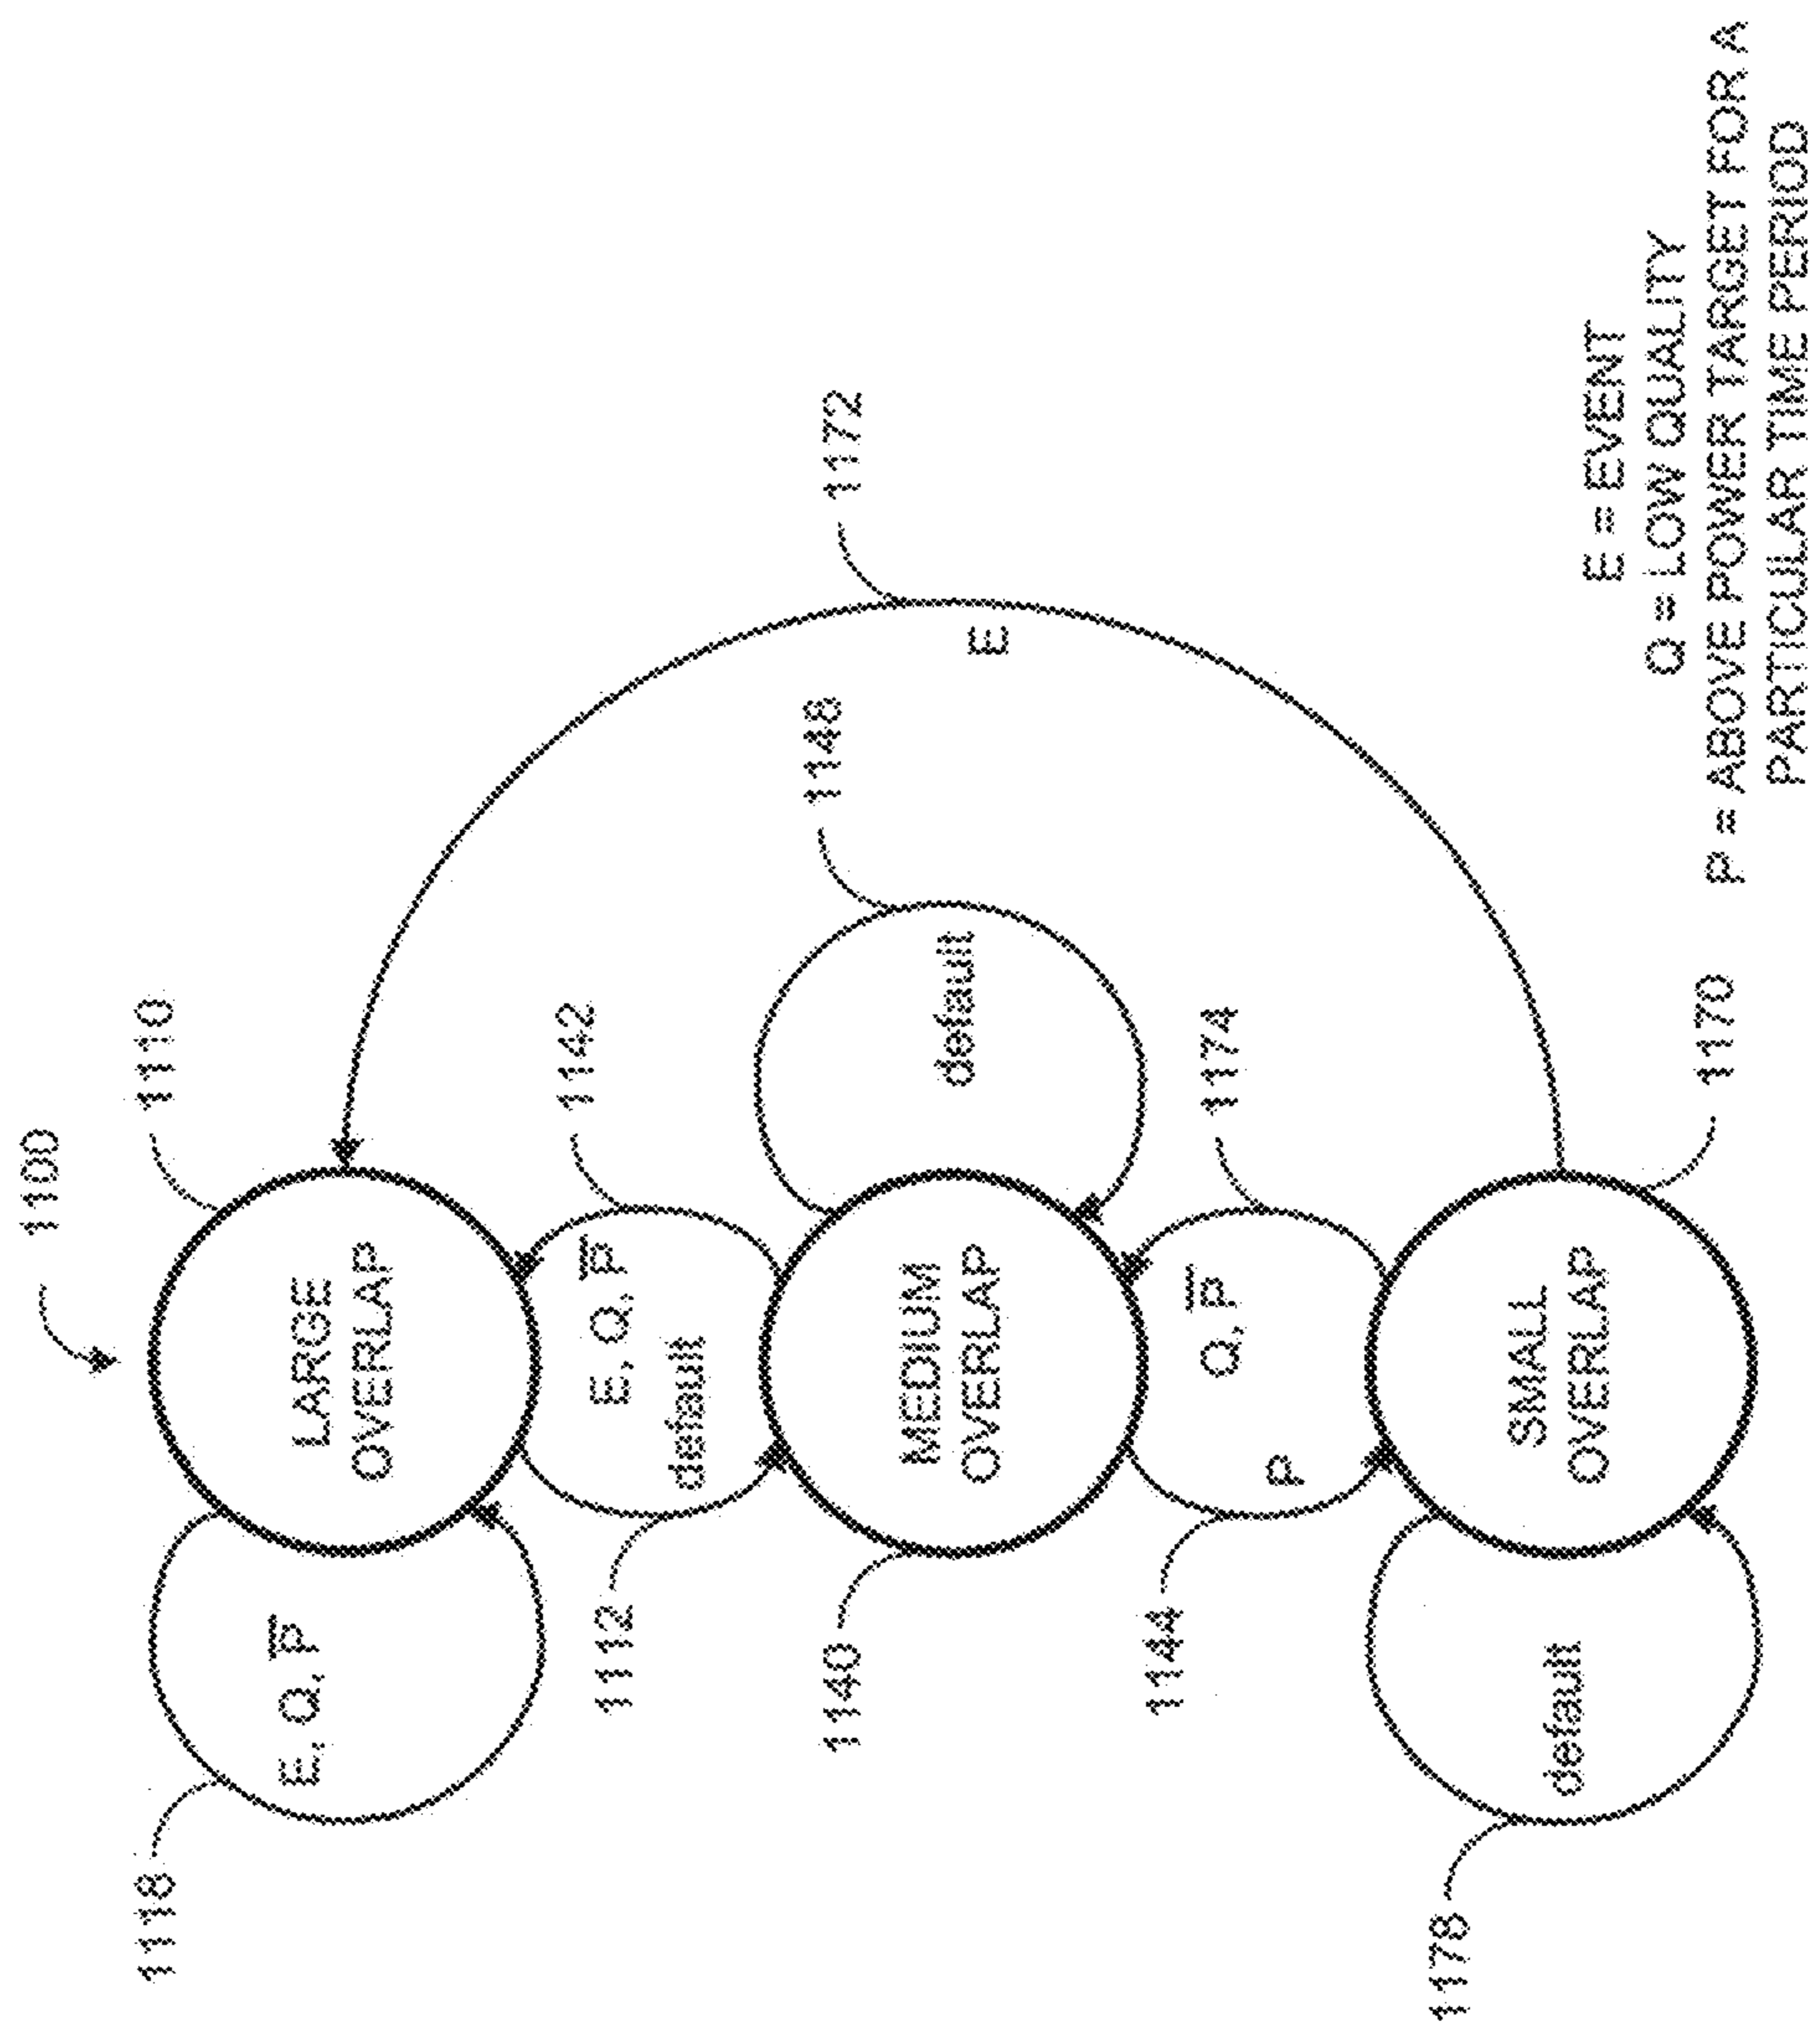 1100
1118
1110
E, Q, P̅
LARGE
OVERLAP
1112
1142
E, Q, P̅
default
1140
MEDIUM
OVERLAP
default
1148
1172
E
1144
1174
Q, P̅
P
1178
default
SMALL
OVERLAP
1170
E = EVENT
Q = LOW QUALITY
P = ABOVE POWER TARGET FOR A
PARTICULAR TIME PERIOD